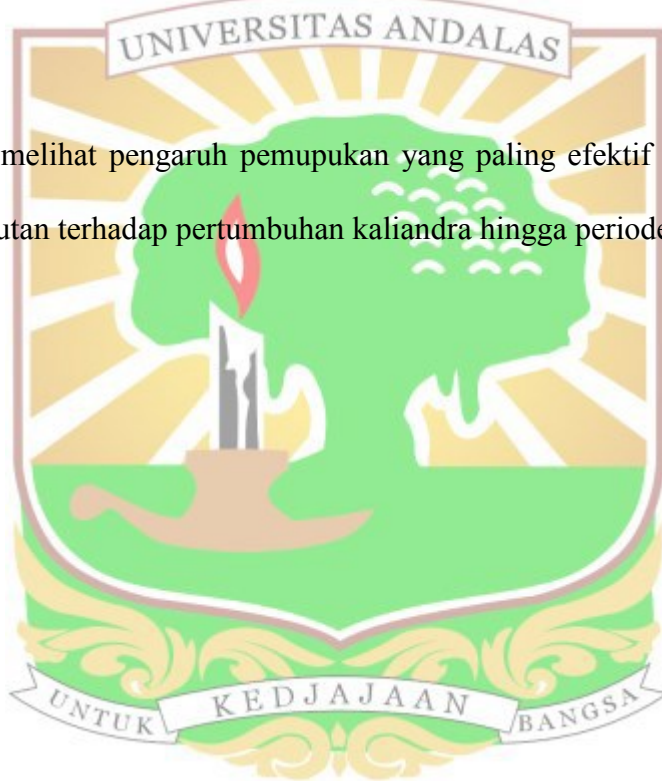 UNIVERSITAS ANDALAS
melihat pengaruh pemupukan yang paling efektif
utan terhadap pertumbuhan kaliandra hingga periode
UNTUK KEDJAJAAN BANGSA